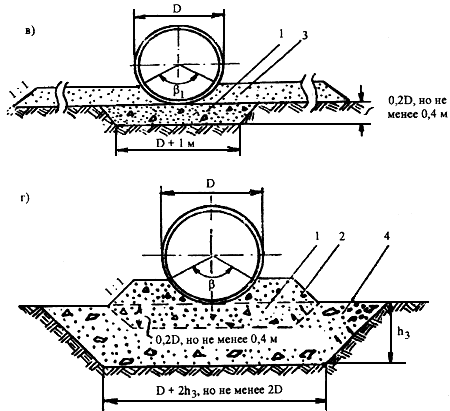 в)
D
1
3
1:1
β1
0,2D, но не
менее 0,4 м
D + 1 м
г)
D
1
2
4
1:1
β
0,2D, но не менее 0,4 м
h3
D + 2h3, но не менее 2D